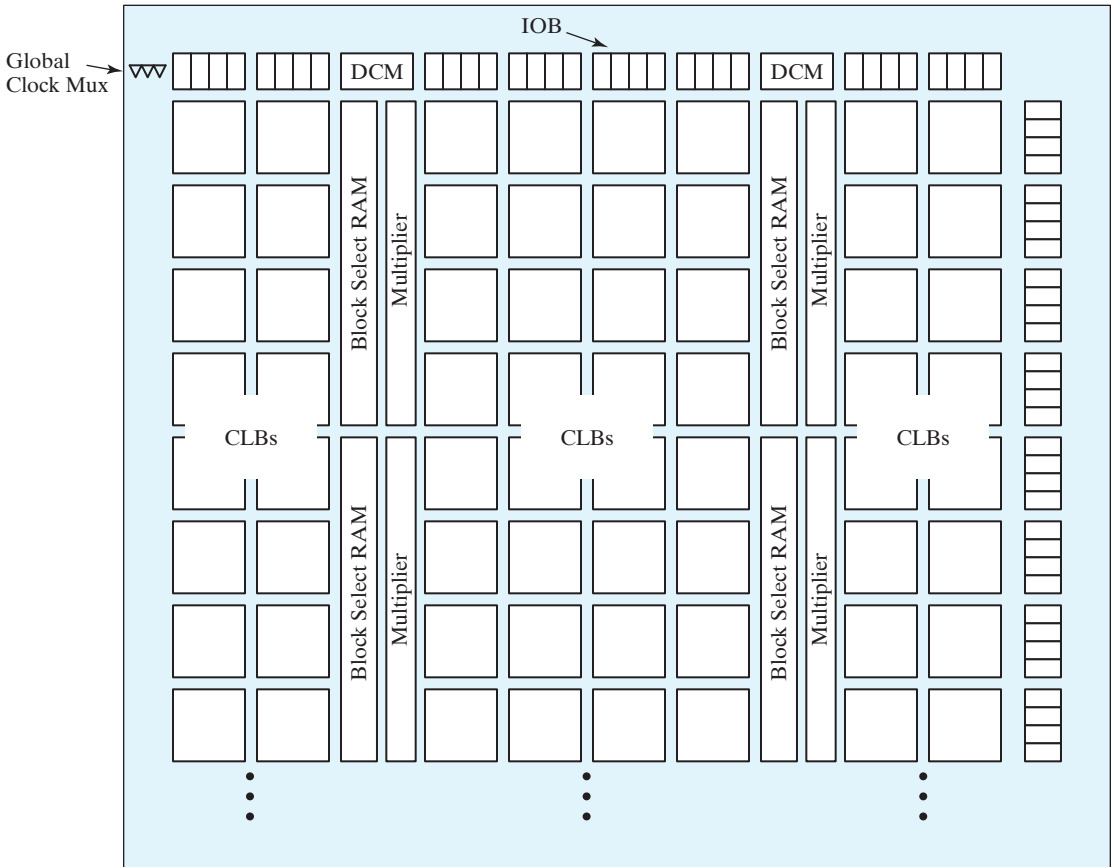 IOB
Global
Clock Mux
DCM
DCM
Block Select RAM
Multiplier
Block Select RAM
Multiplier
CLBs
CLBs
CLBs
Block Select RAM
Multiplier
Block Select RAM
Multiplier